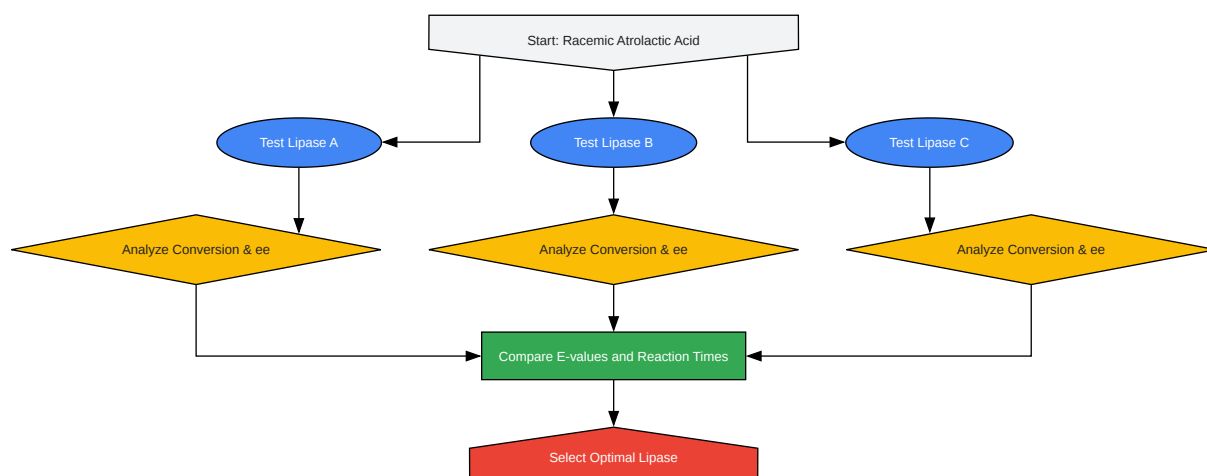 Start: Racemic Atrolactic Acid
Test Lipase A
Test Lipase B
Test Lipase C
Analyze Conversion & ee
Analyze Conversion & ee
Analyze Conversion & ee
Compare E-values and Reaction Times
Select Optimal Lipase